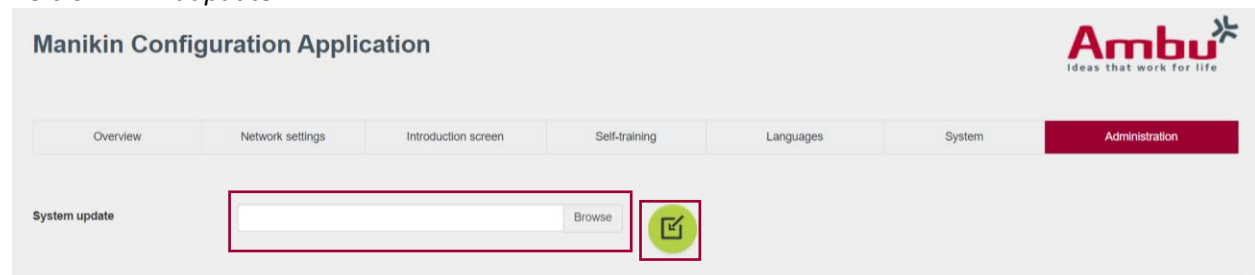 Manikin Configuration Application
Ambu
Ideas that work for life
Overview Network settings Introduction screen Self-training Languages System Administration
System update Browse